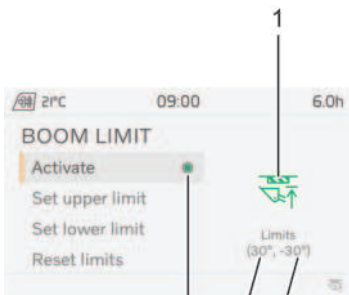 1
21°C 09:00 6.0h
BOOM LIMIT
Activate
Set upper limit
Set lower limit
Reset limits
Limits
(30°, -30°)